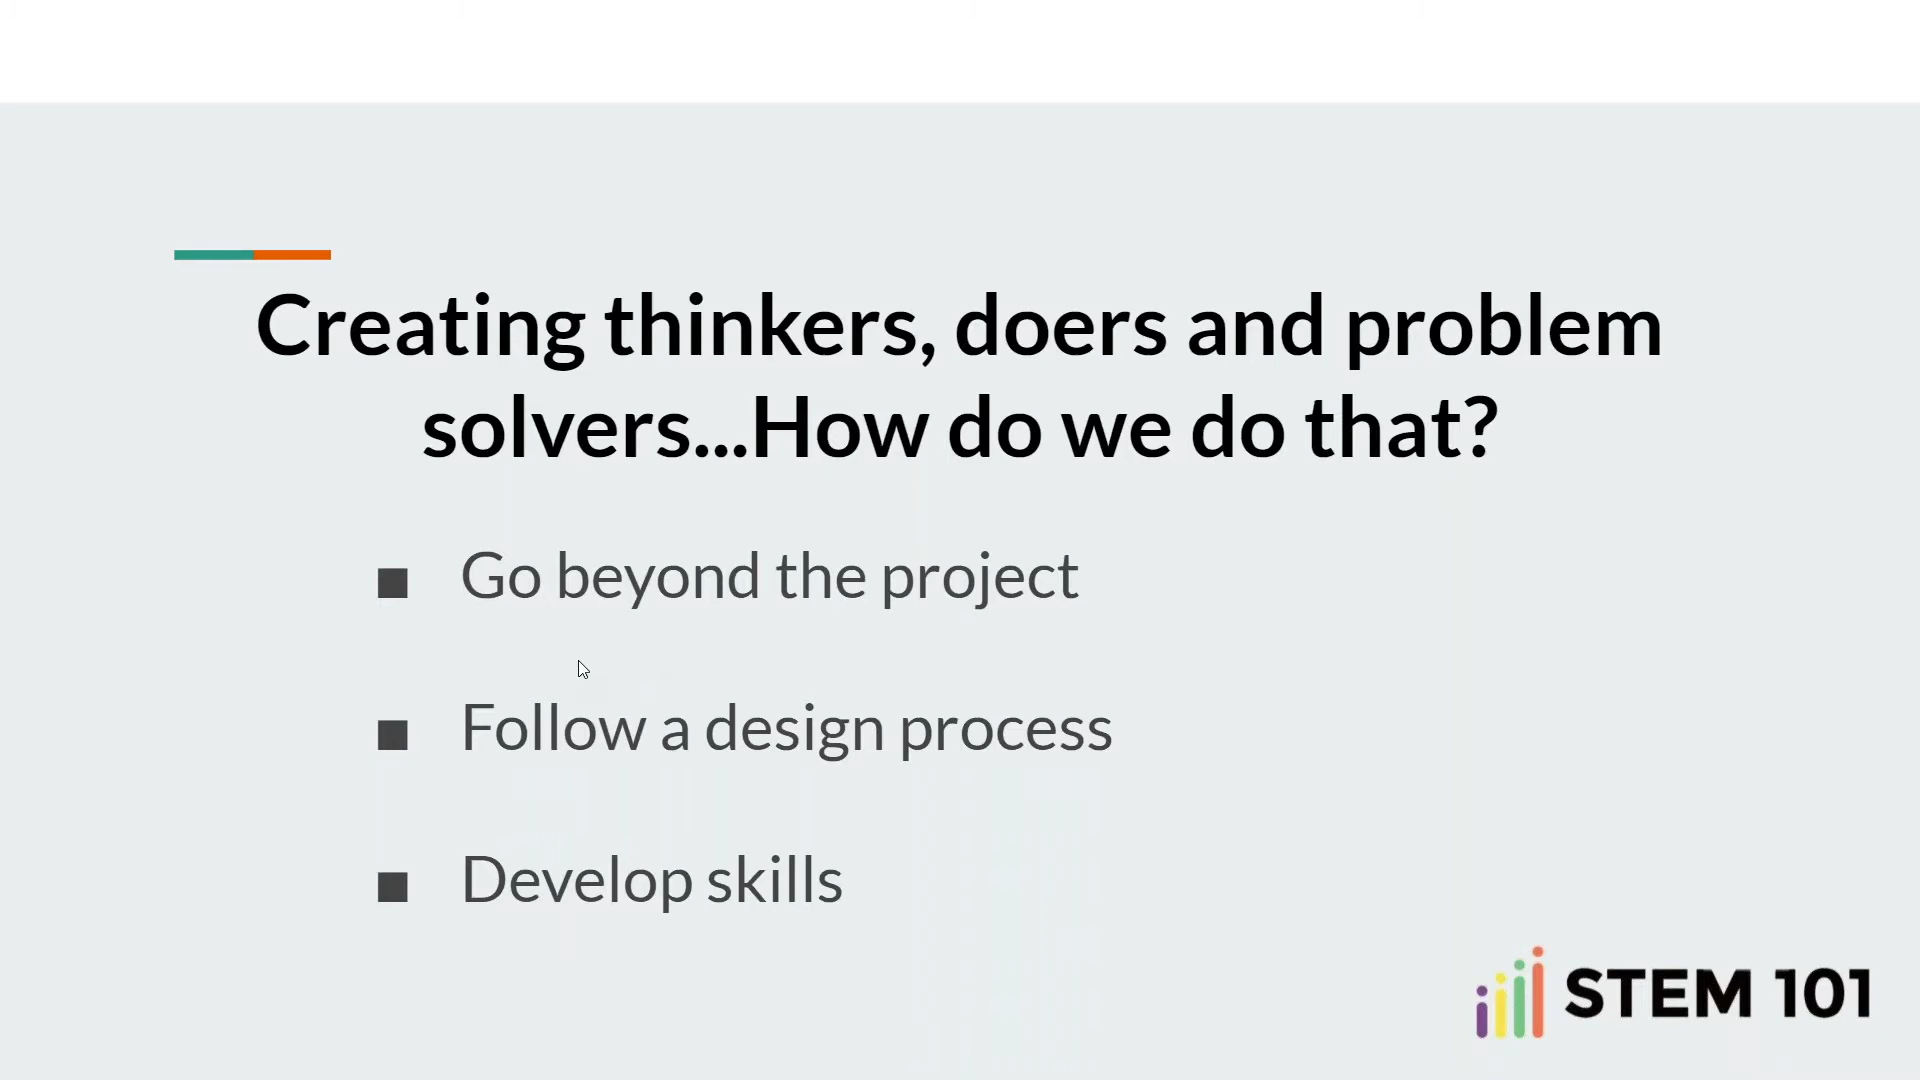 Creating thinkers, doers and problem
solvers...How do we do that?
■ Go beyond the project
■ Follow a design process
■ Develop skills
STEM 101